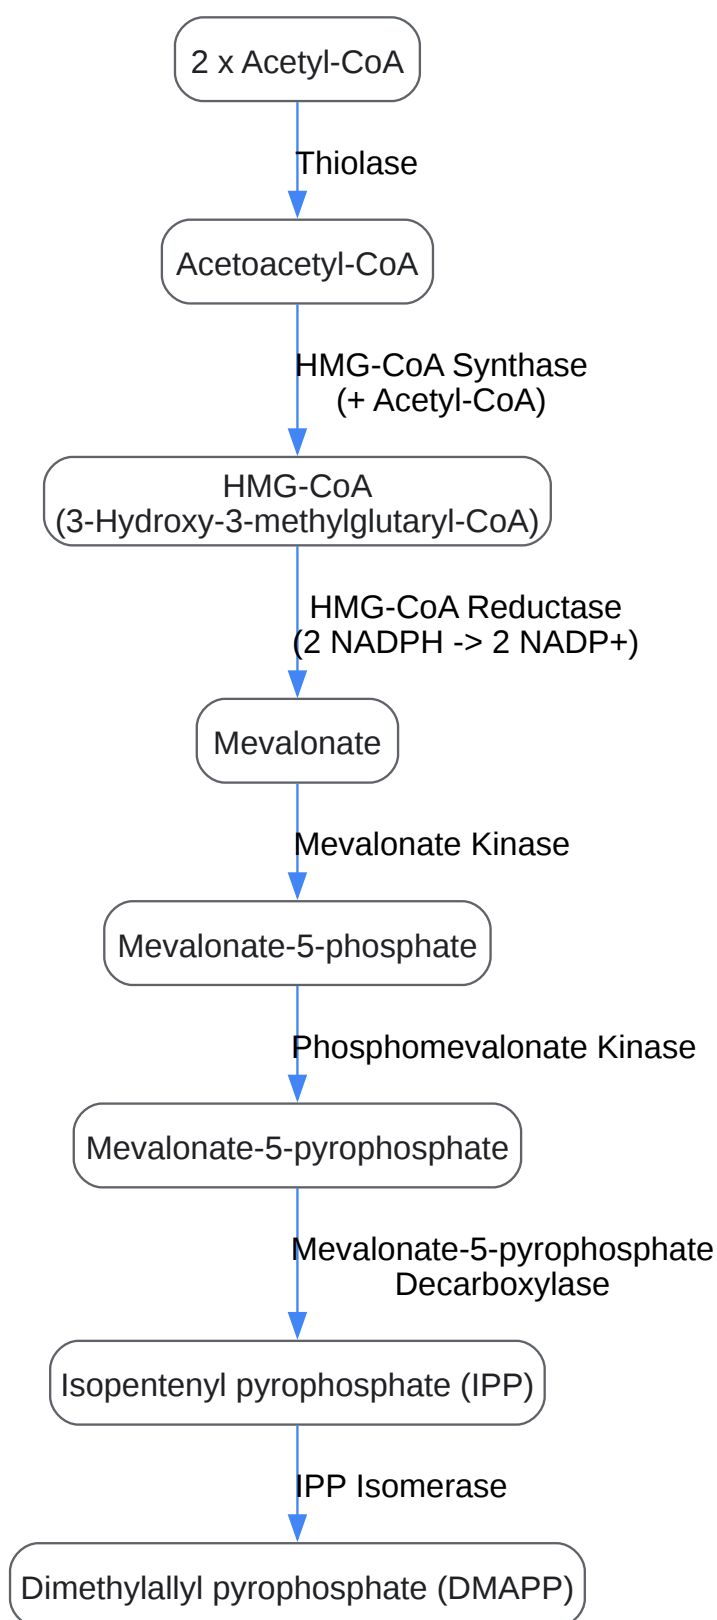 2 x Acetyl-CoA
Thiolase
Acetoacetyl-CoA
HMG-CoA Synthase
(+ Acetyl-CoA)
HMG-CoA
(3-Hydroxy-3-methylglutaryl-CoA)
HMG-CoA Reductase
(2 NADPH -> 2 NADP+)
Mevalonate
Mevalonate Kinase
Mevalonate-5-phosphate
Phosphomevalonate Kinase
Mevalonate-5-pyrophosphate
Mevalonate-5-pyrophosphate
Decarboxylase
Isopentenyl pyrophosphate (IPP)
IPP Isomerase
Dimethylallyl pyrophosphate (DMAPP)